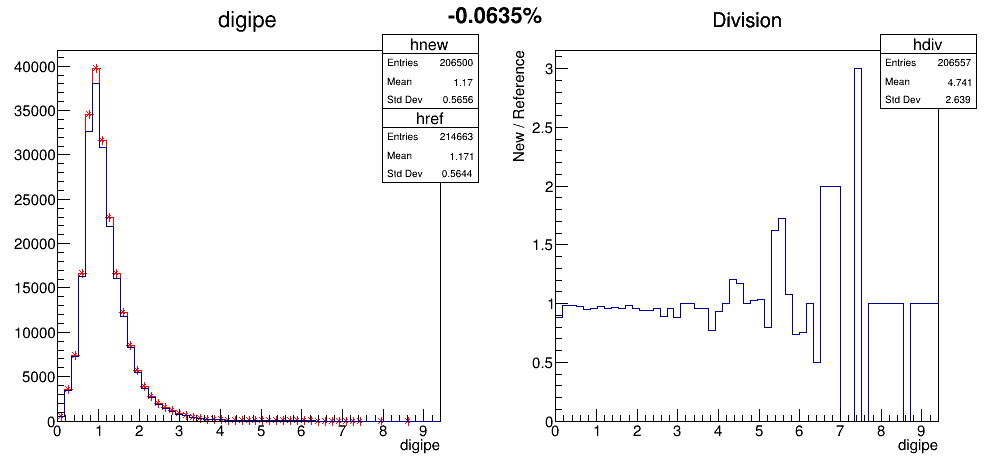 -0.0635%
digipe
hnew
Entries 206500
Mean 1.17
Std Dev 0.5656
href
Entries 214663
Mean 1.171
Std Dev 0.5644
40000
35000
30000
25000
20000
15000
10000
5000
0
0 1 2 3 4 5 6 7 8 9
digipe
Division
hdiv
Entries 206557
Mean 4.741
Std Dev 2.639
New / Reference
3
2.5
2
1.5
1
0.5
0
0 1 2 3 4 5 6 7 8 9
digipe